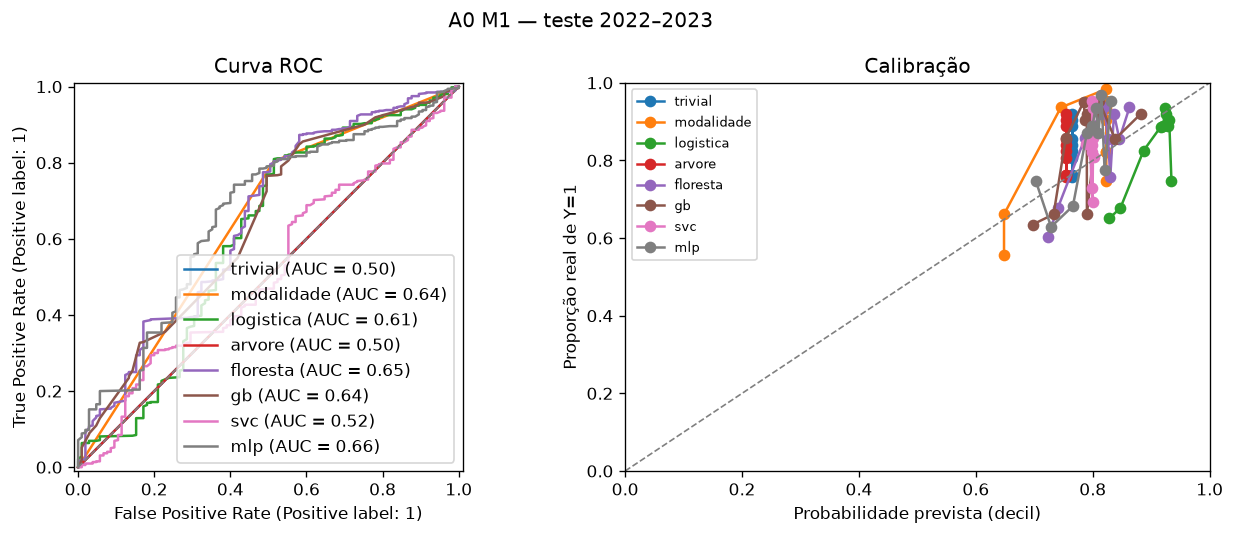 A0 M1 — teste 2022–2023
Curva ROC
True Positive Rate (Positive label: 1)
1.0
0.8
0.6
0.4
0.2
0.0
trivial (AUC = 0.50)
modalidade (AUC = 0.64)
logistica (AUC = 0.61)
arvore (AUC = 0.50)
floresta (AUC = 0.65)
gb (AUC = 0.64)
svc (AUC = 0.52)
mlp (AUC = 0.66)
0.0 0.2 0.4 0.6 0.8 1.0
False Positive Rate (Positive label: 1)
Calibração
Proporção real de Y=1
1.0
0.8
0.6
0.4
0.2
0.0
trivial
modalidade
logistica
arvore
floresta
gb
svc
mlp
0.0 0.2 0.4 0.6 0.8 1.0
Probabilidade prevista (decil)